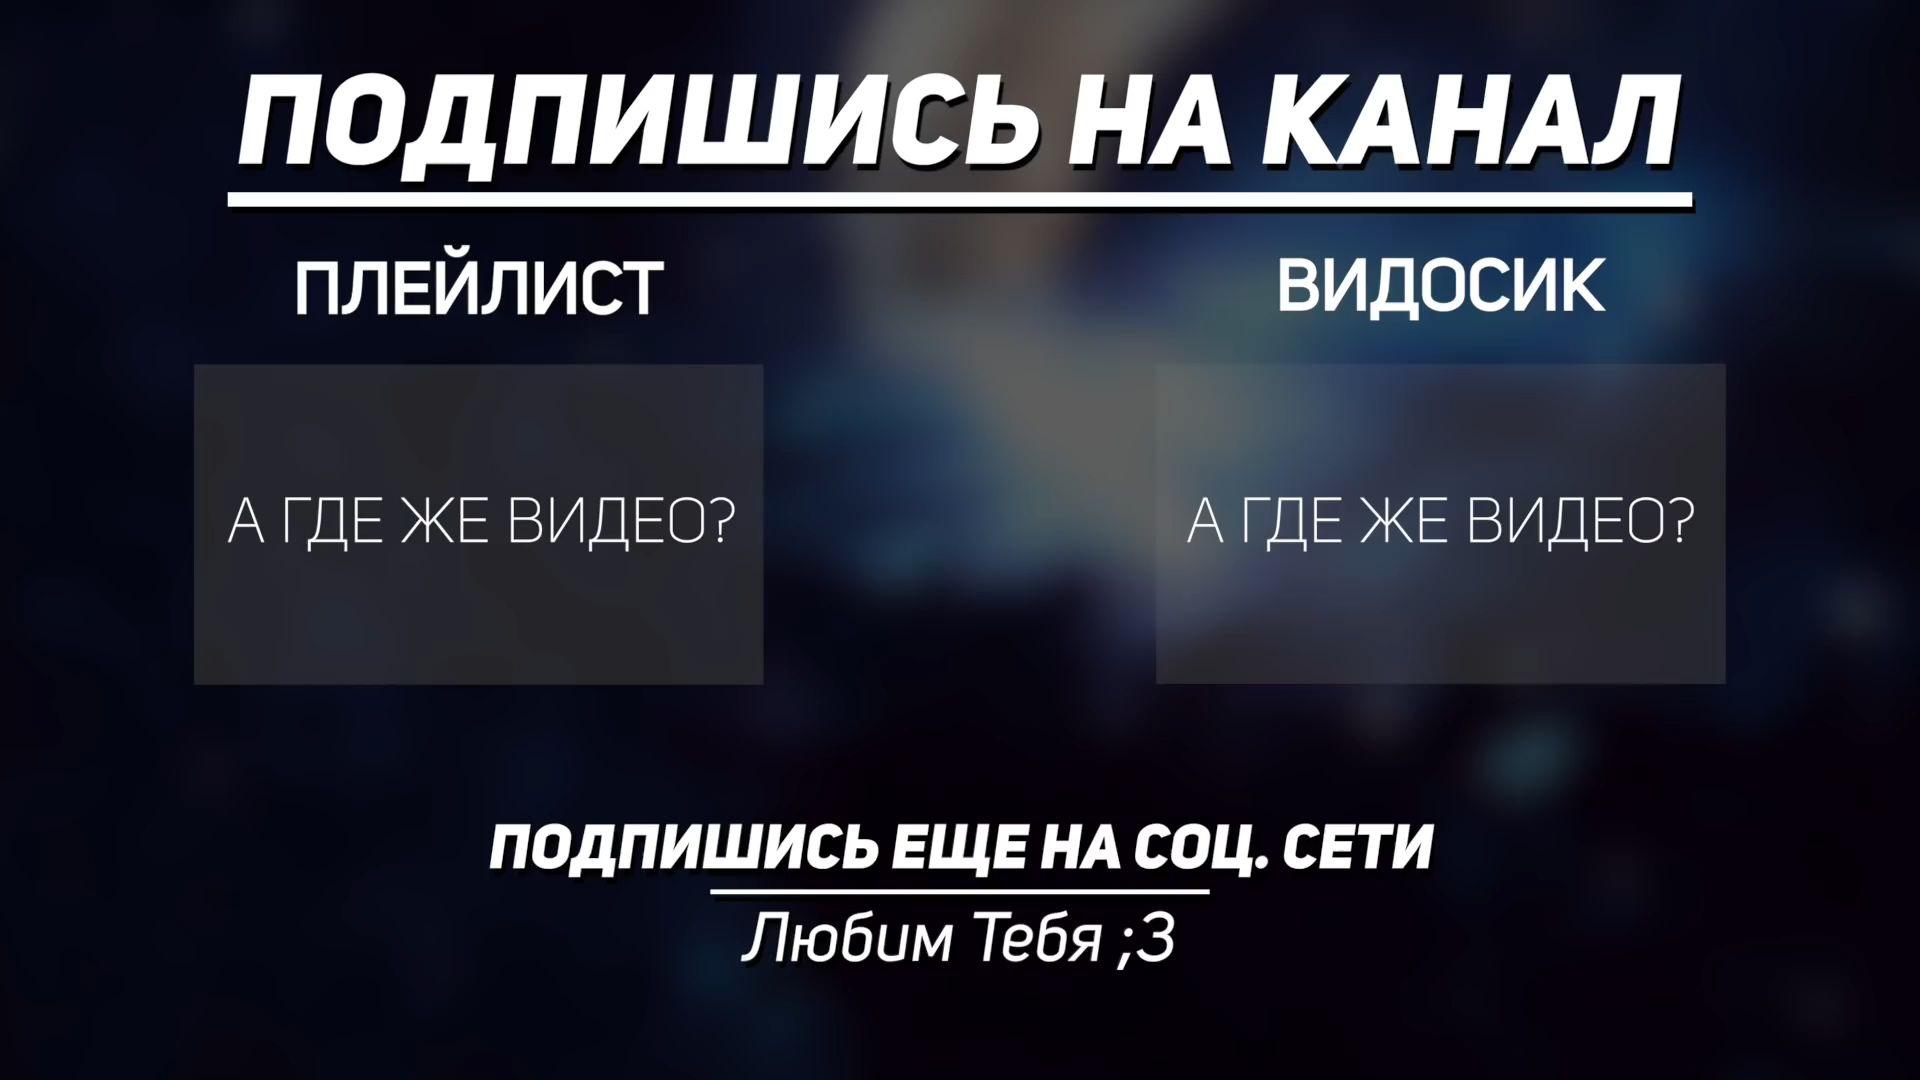 ПОДПИШИСЬ НА КАНАЛ
ПЛЕЙЛИСТ
ВИДОСИК
А ГДЕ ЖЕ ВИДЕО?
А ГДЕ ЖЕ ВИДЕО?
ПОДПИШИСЬ ЕЩЕ НА СОЦ. СЕТИ
Любим Тебя ;3